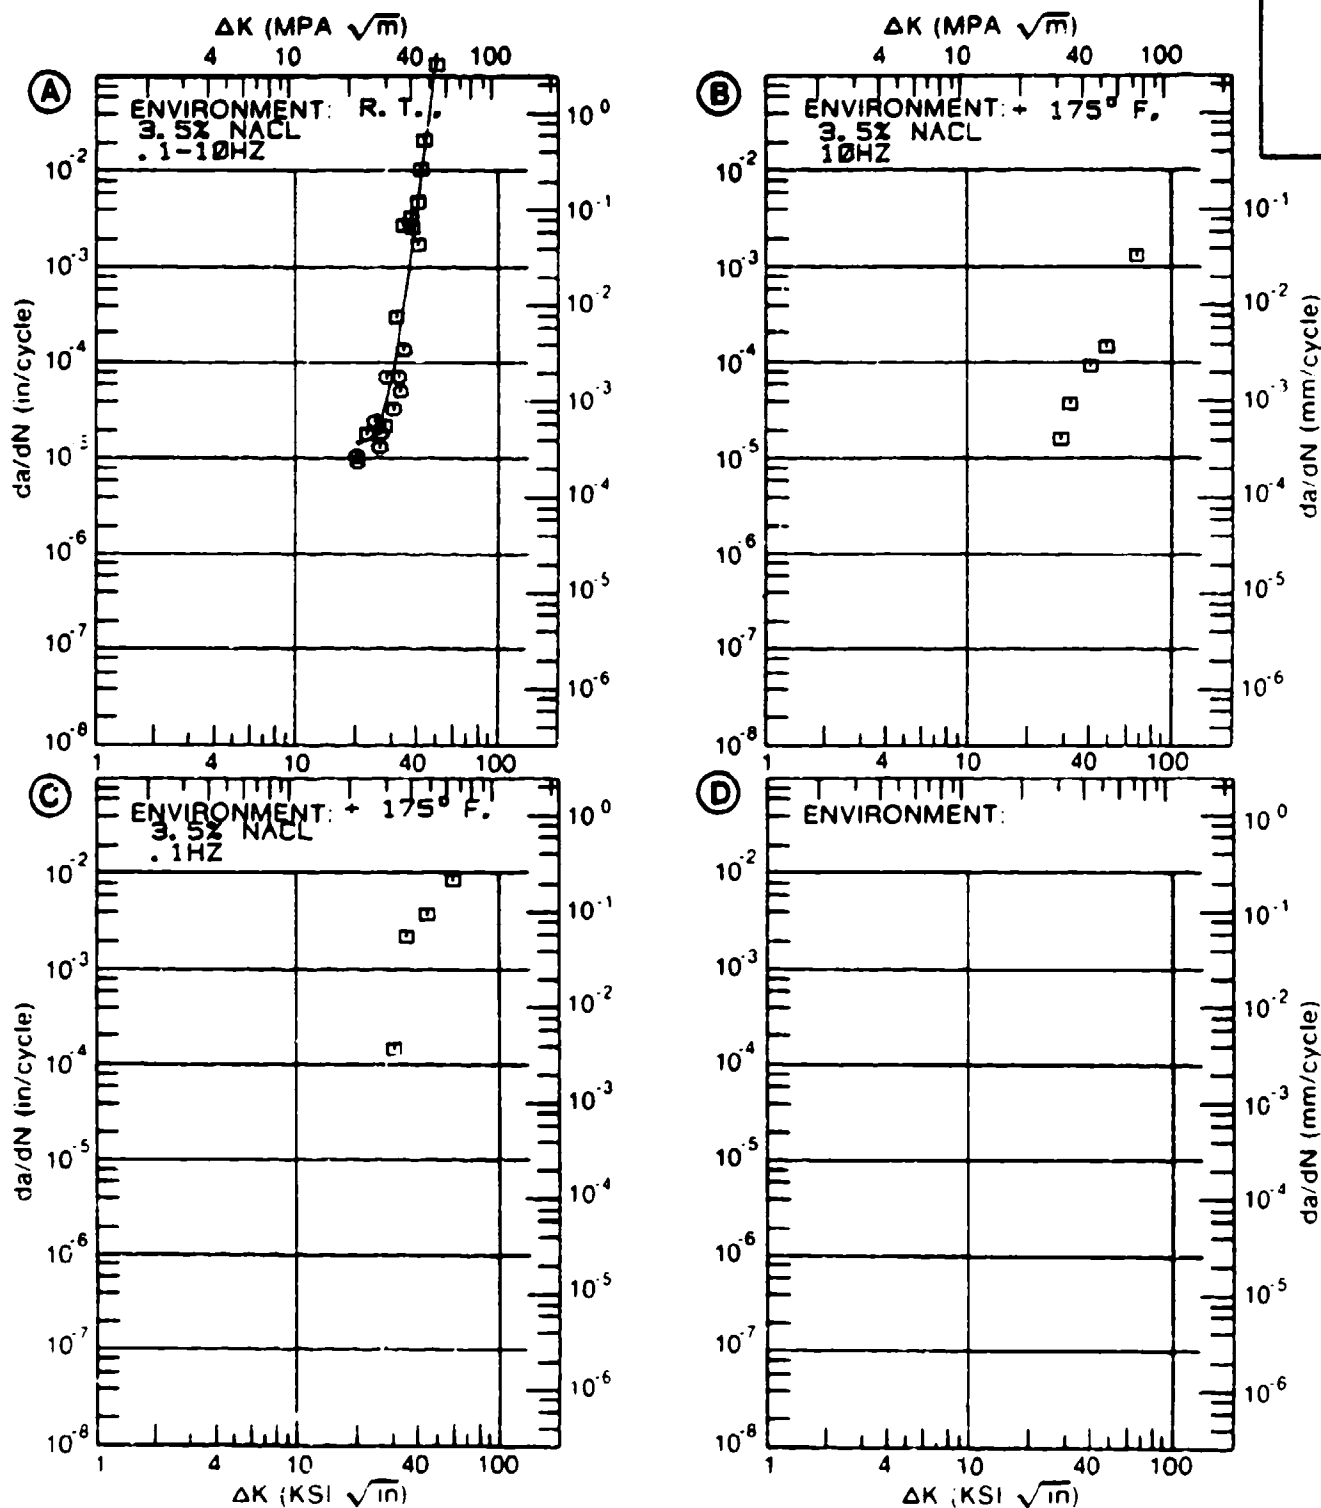 ΔK (MPA √m)
4 10 40 100
ΔK (MPA √m)
4 10 40 100
A
ENVIRONMENT: R. T.,
3. 5% NACL
. 1-10HZ
10^0
10^-2
10^-1
10^-3
10^-2
10^-4
10^-3
10^-5
10^-4
10^-6
10^-5
10^-7
10^-6
10^-8
1 4 10 40 100
da/dN (in/cycle)
B
ENVIRONMENT: + 175° F.
3. 5% NACL
10HZ
10^-2
10^-1
10^-3
10^-2
10^-4
10^-3
10^-5
10^-4
10^-6
10^-5
10^-7
10^-6
10^-8
1 4 10 40 100
da/dN (mm/cycle)
C
ENVIRONMENT: + 175° F.
3. 5% NACL
. 1HZ
10^0
10^-2
10^-1
10^-3
10^-2
10^-4
10^-3
10^-5
10^-4
10^-6
10^-5
10^-7
10^-6
10^-8
1 4 10 40 100
da/dN (in/cycle)
ΔK (KSI √in)
D
ENVIRONMENT:
10^0
10^-2
10^-1
10^-3
10^-2
10^-4
10^-3
10^-5
10^-4
10^-6
10^-5
10^-7
10^-6
10^-8
1 4 10 40 100
da/dN (mm/cycle)
ΔK (KSI √in)